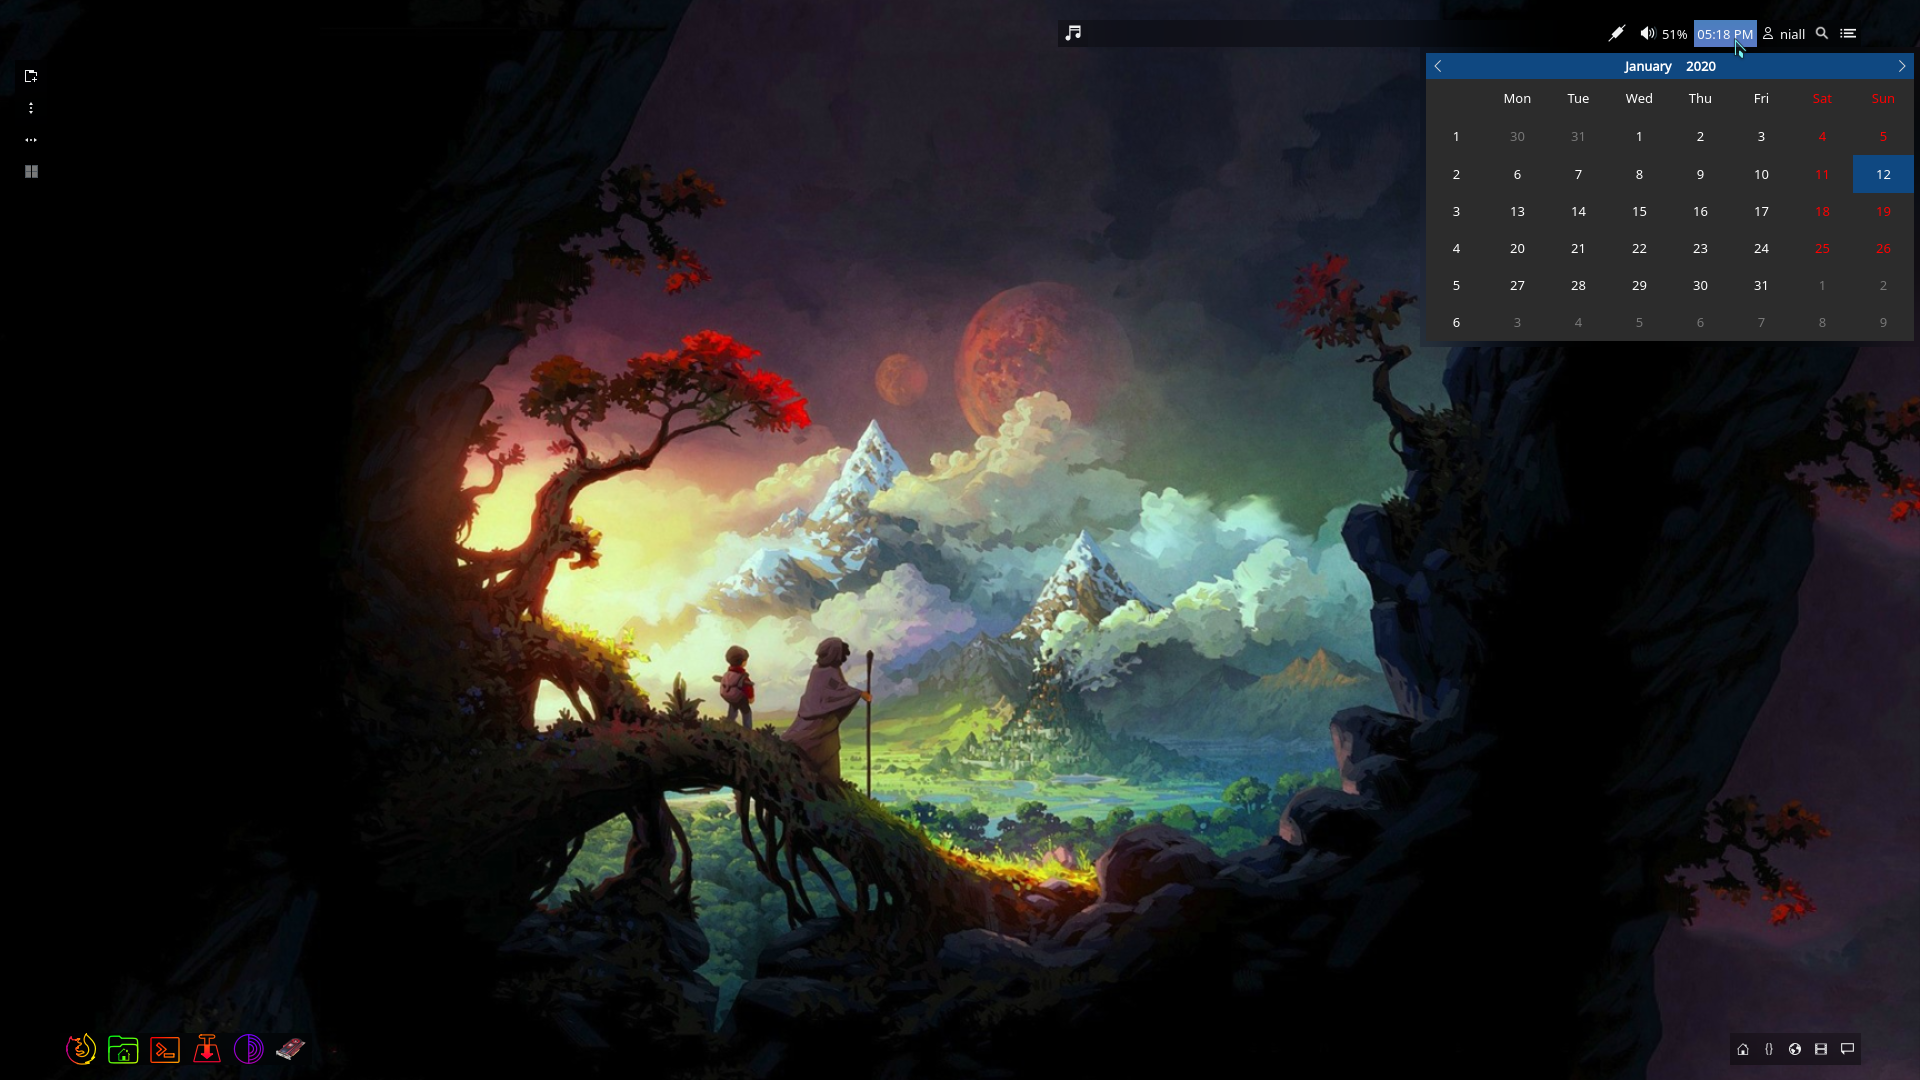 51% 05:18 PM niall
January 2020
Mon Tue Wed Thu Fri Sat Sun
1 30 31 1 2 3 4 5
2 6 7 8 9 10 11 12
3 13 14 15 16 17 18 19
4 20 21 22 23 24 25 26
5 27 28 29 30 31 1 2
6 3 4 5 6 7 8 9